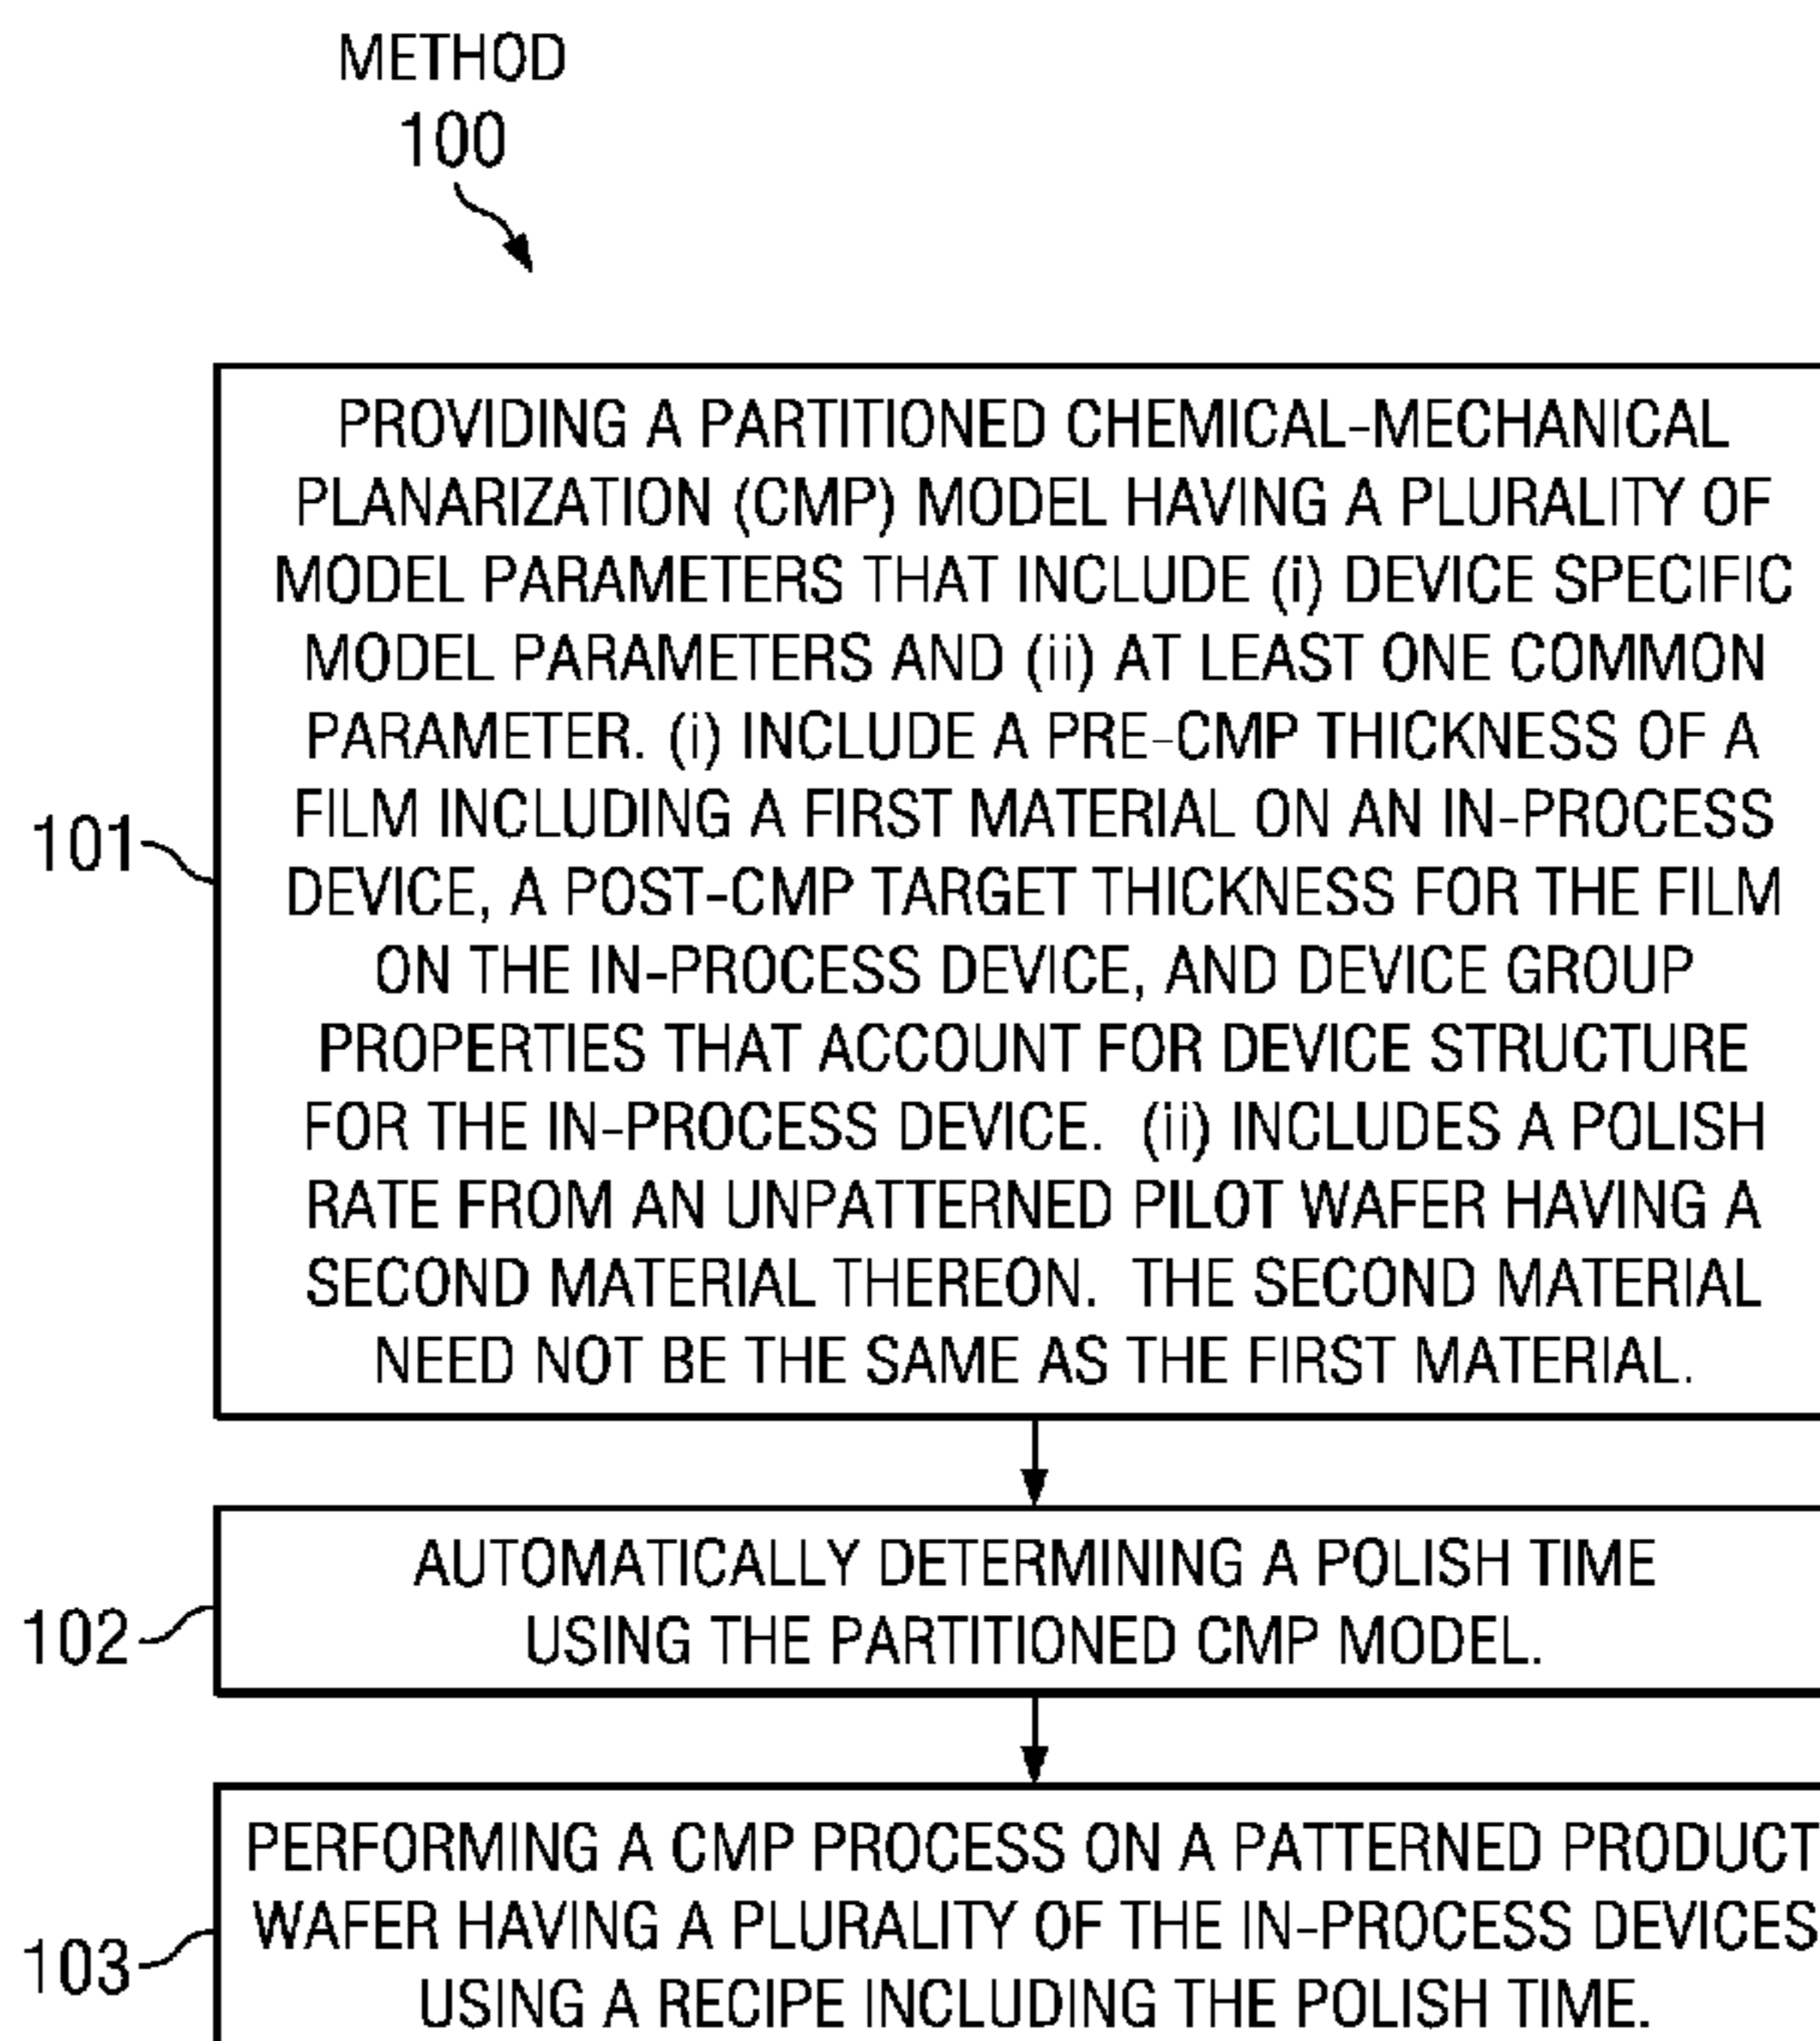 METHOD
100
PROVIDING A PARTITIONED CHEMICAL-MECHANICAL
PLANARIZATION (CMP) MODEL HAVING A PLURALITY OF
MODEL PARAMETERS THAT INCLUDE (i) DEVICE SPECIFIC
MODEL PARAMETERS AND (ii) AT LEAST ONE COMMON
PARAMETER. (i) INCLUDE A PRE-CMP THICKNESS OF A
FILM INCLUDING A FIRST MATERIAL ON AN IN-PROCESS
DEVICE, A POST-CMP TARGET THICKNESS FOR THE FILM
ON THE IN-PROCESS DEVICE, AND DEVICE GROUP
PROPERTIES THAT ACCOUNT FOR DEVICE STRUCTURE
FOR THE IN-PROCESS DEVICE. (ii) INCLUDES A POLISH
RATE FROM AN UNPATTERNED PILOT WAFER HAVING A
SECOND MATERIAL THEREON. THE SECOND MATERIAL
NEED NOT BE THE SAME AS THE FIRST MATERIAL.
101
AUTOMATICALLY DETERMINING A POLISH TIME
USING THE PARTITIONED CMP MODEL.
102
PERFORMING A CMP PROCESS ON A PATTERNED PRODUCT
WAFER HAVING A PLURALITY OF THE IN-PROCESS DEVICES
USING A RECIPE INCLUDING THE POLISH TIME.
103